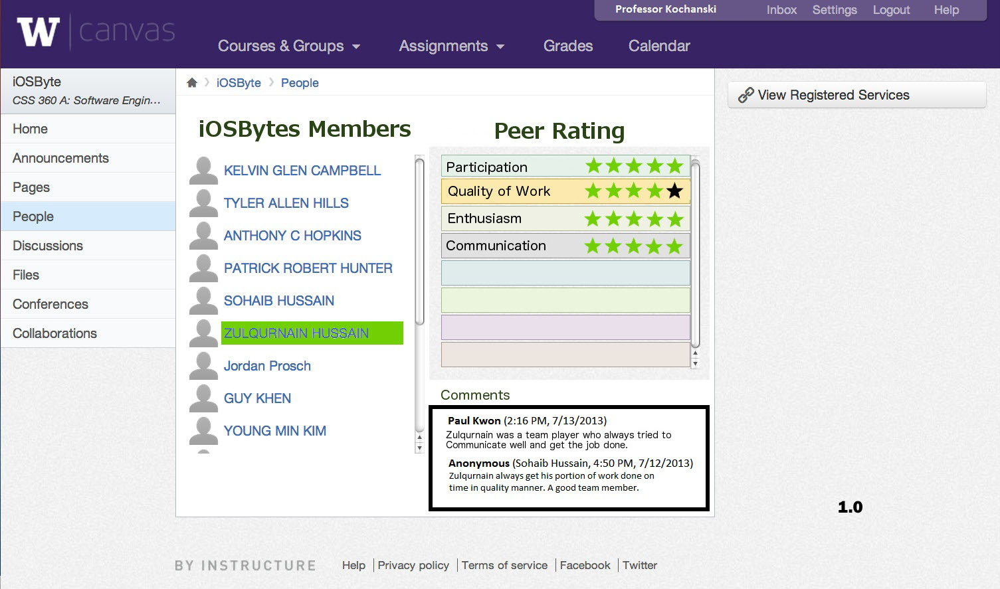 Professor Kochanski
Inbox Settings Logout Help
W canvas
Courses & Groups Assignments Grades Calendar
iOSByte
CSS 360 A: Software Engin...
Home
Announcements
Pages
People
Discussions
Files
Conferences
Collaborations
iOSByte People
iOSBytes Members
KELVIN GLEN CAMPBELL
TYLER ALLEN HILLS
ANTHONY C HOPKINS
PATRICK ROBERT HUNTER
SOHAIB HUSSAIN
ZULQURNAIN HUSSAIN
Jordan Prosch
GUY KHEN
YOUNG MIN KIM
Peer Rating
Participation
Quality of Work
Enthusiasm
Communication
Comments
Paul Kwon (2:16 PM, 7/13/2013)
Zulqurnain was a team player who always tried to
Communicate well and get the job done.
Anonymous (Sohaib Hussain, 4:50 PM, 7/12/2013)
Zulqurnain always get his portion of work done on
time in quality manner. A good team member.
View Registered Services
1.0
BY INSTRUCTURE
Help Privacy policy Terms of service Facebook Twitter